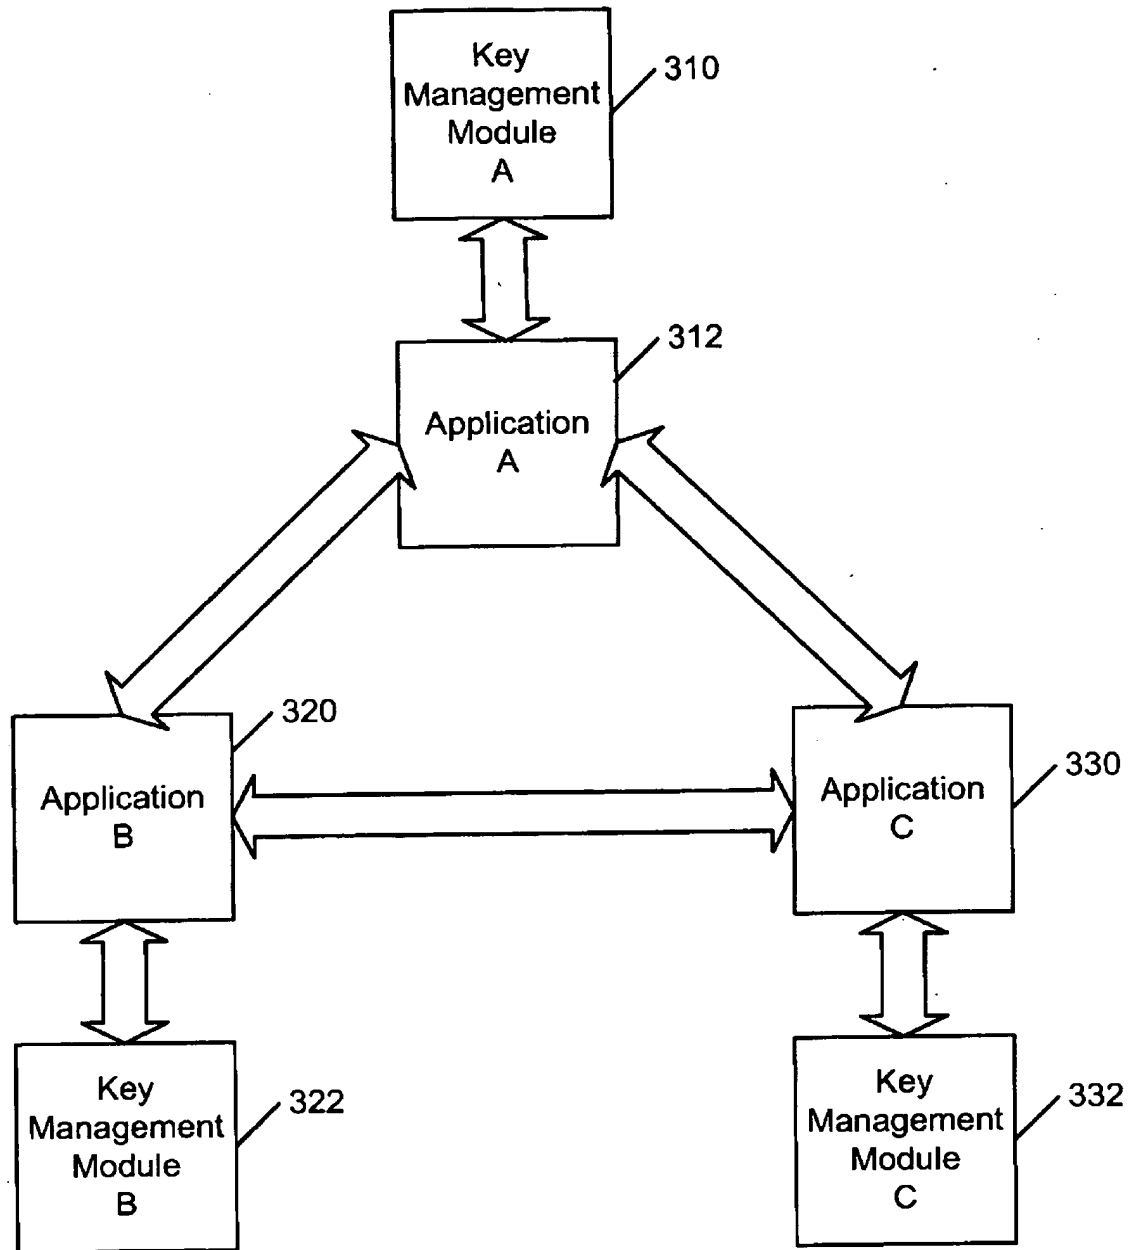 Key
Management
Module
A
310
312
Application
A
320
Application
B
330
Application
C
Key
Management
Module
B
322
Key
Management
Module
C
332